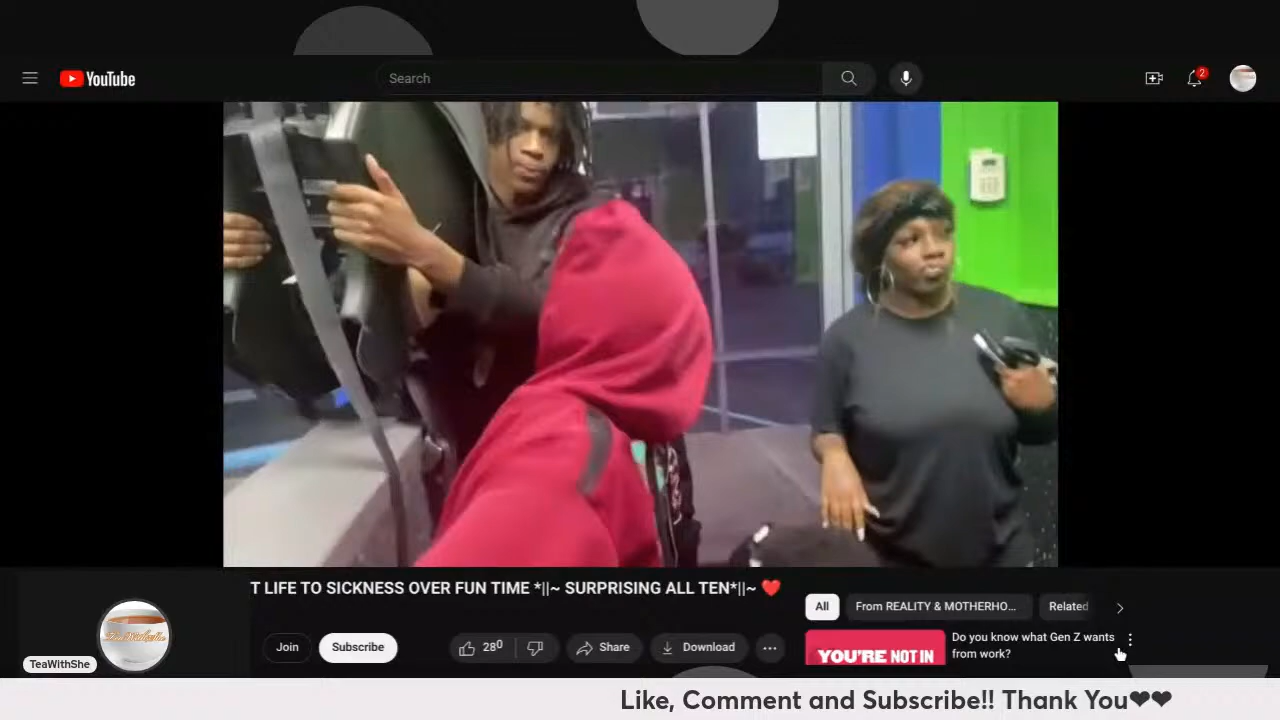 YouTube
Search
2
T LIFE TO SICKNESS OVER FUN TIME *||~ SURPRISING ALL TEN*||~ ❤️
All
From REALITY & MOTHERHO...
Related
Join
Subscribe
280
Share
Download
Do you know what Gen Z wants
from work?
YOU'RE NOT IN
TeaWithShe
Like, Comment and Subscribe!! Thank You❤❤